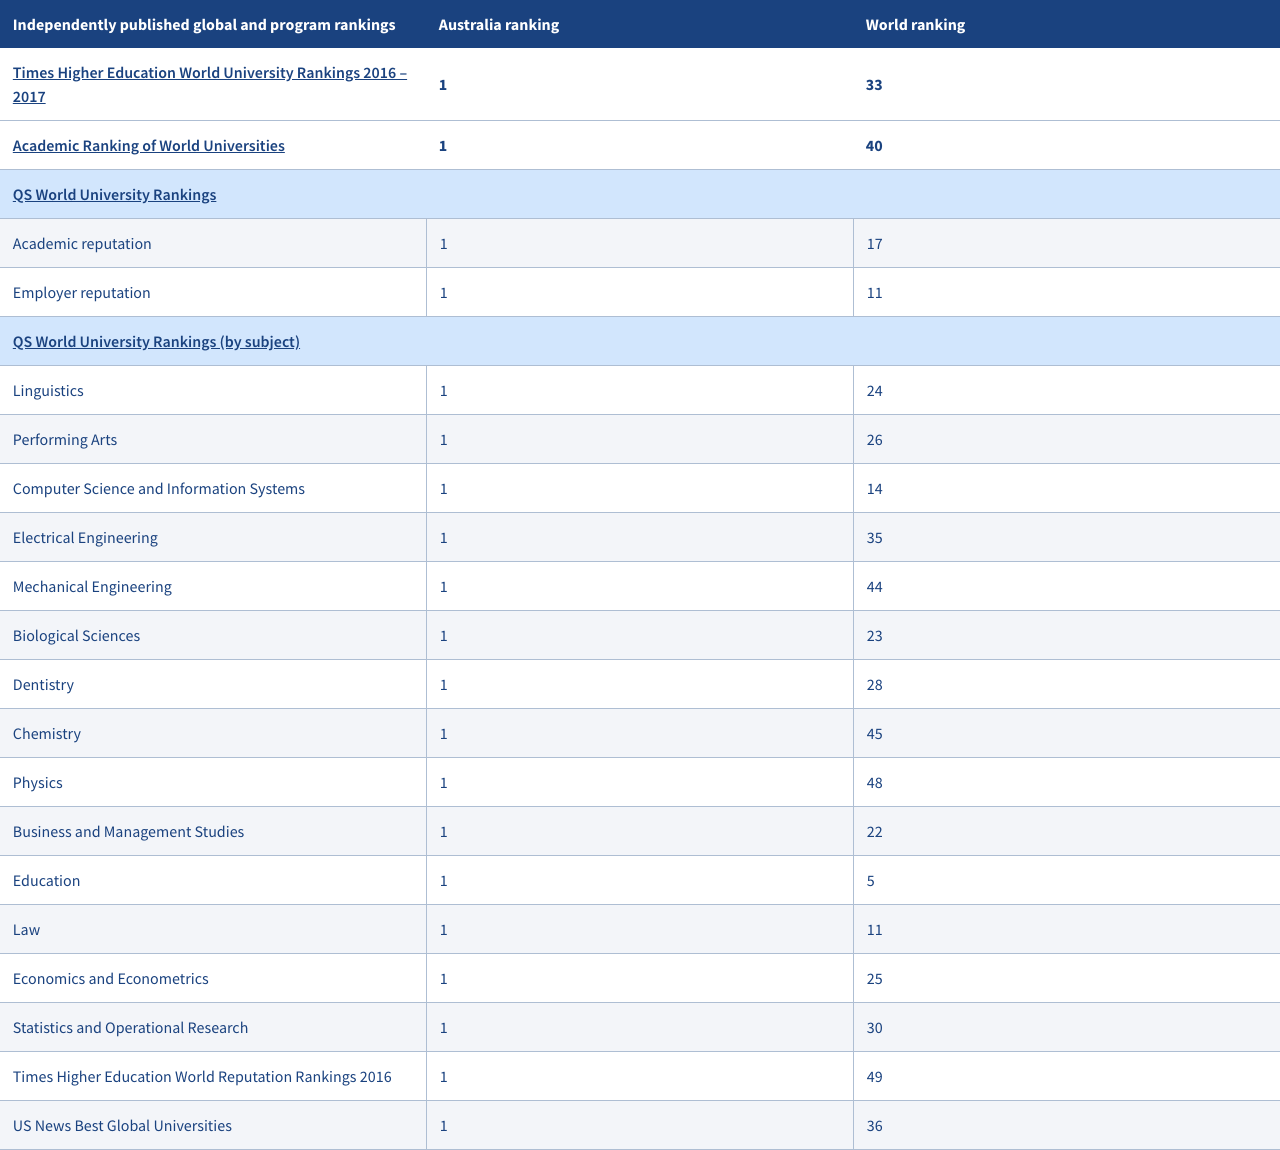 Independently published global and program rankings Australia ranking World ranking
Times Higher Education World University Rankings 2016 –
2017 1 33
Academic Ranking of World Universities 1 40
QS World University Rankings
Academic reputation 1 17
Employer reputation 1 11
QS World University Rankings (by subject)
Linguistics 1 24
Performing Arts 1 26
Computer Science and Information Systems 1 14
Electrical Engineering 1 35
Mechanical Engineering 1 44
Biological Sciences 1 23
Dentistry 1 28
Chemistry 1 45
Physics 1 48
Business and Management Studies 1 22
Education 1 5
Law 1 11
Economics and Econometrics 1 25
Statistics and Operational Research 1 30
Times Higher Education World Reputation Rankings 2016 1 49
US News Best Global Universities 1 36